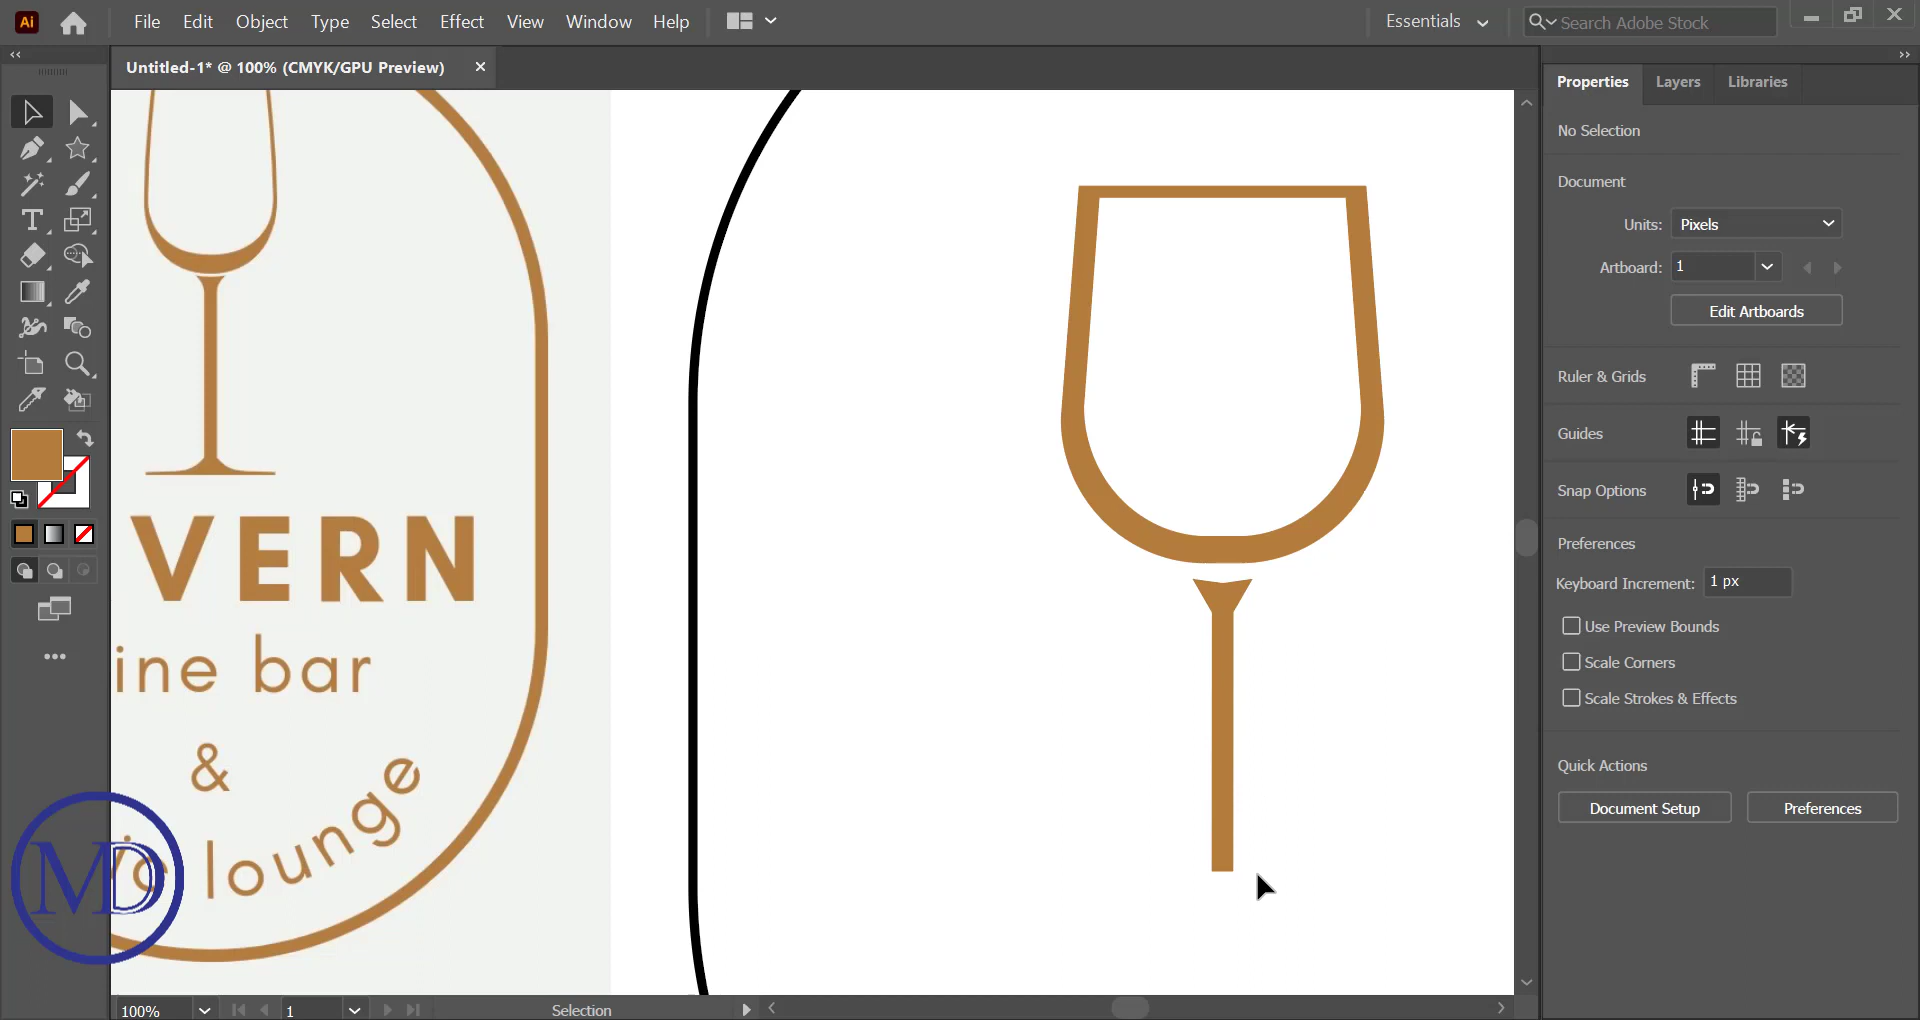 Ai
File Edit Object Type Select Effect View Window Help
Essentials
Search Adobe Stock
Untitled-1* @ 100% (CMYK/GPU Preview)
Properties Layers Libraries
No Selection
Document
Units: Pixels
Artboard: 1
Edit Artboards
Ruler & Grids
Guides
Snap Options
Preferences
Keyboard Increment: 1 px
Use Preview Bounds
Scale Corners
Scale Strokes & Effects
Quick Actions
Document Setup Preferences
VERN
ine bar
&
lounge
MD
100% 1 Selection